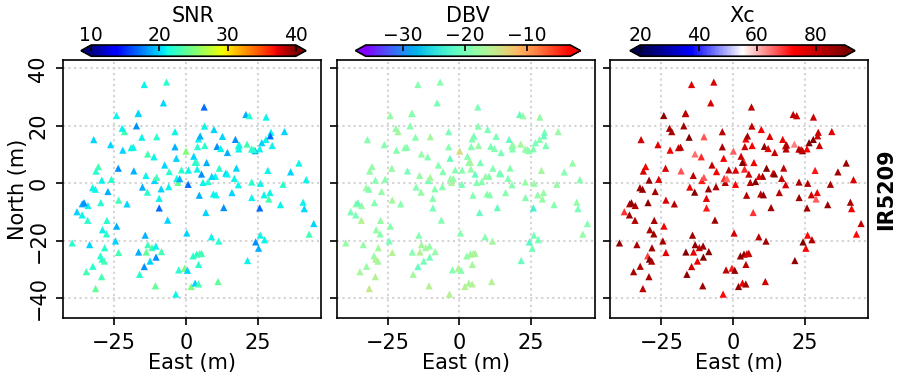 SNR DBV Xc
10 20 30 40 −30 −20 −10 20 40 60 80
40
20
0
−20
−40
North (m)
IR5209
−25 0 25 −25 0 25 −25 0 25
East (m) East (m) East (m)